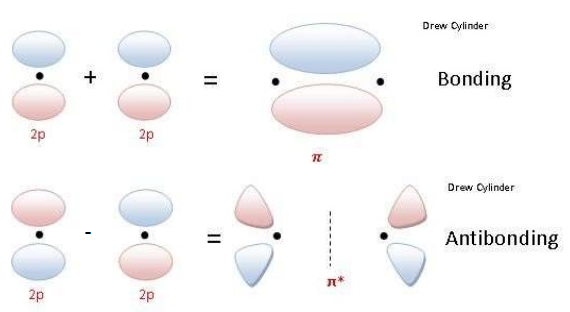 Drew Cylinder
+ = Bonding
2p 2p
π
Drew Cylinder
- = Antibonding
2p 2p π*